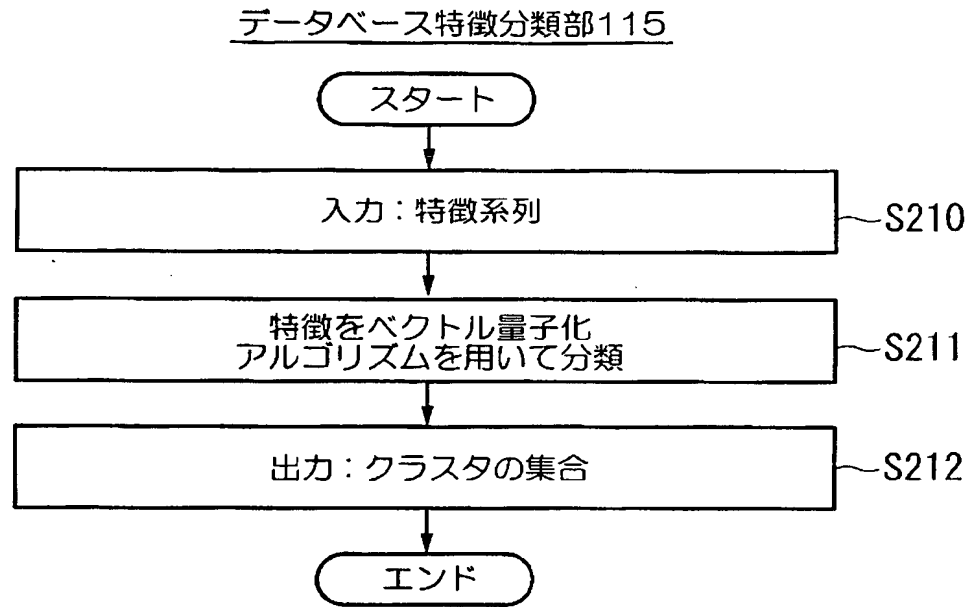 データベース特徴分類部115
スタート
入力：特徴系列
S210
特徴をベクトル量子化
アルゴリズムを用いて分類
S211
出力：クラスタの集合
S212
エンド